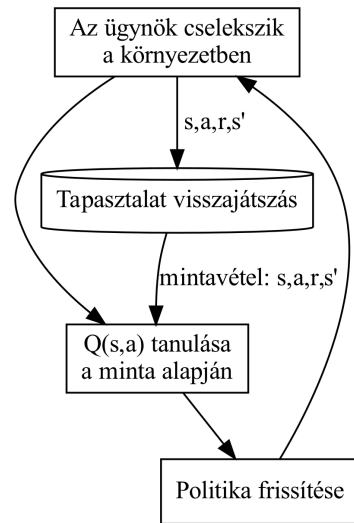 Az ügynök cselekszik
a környezetben
s,a,r,s'
Tapasztalat visszajátszás
mintavétel: s,a,r,s'
Q(s,a) tanulása
a minta alapján
Politika frissítése